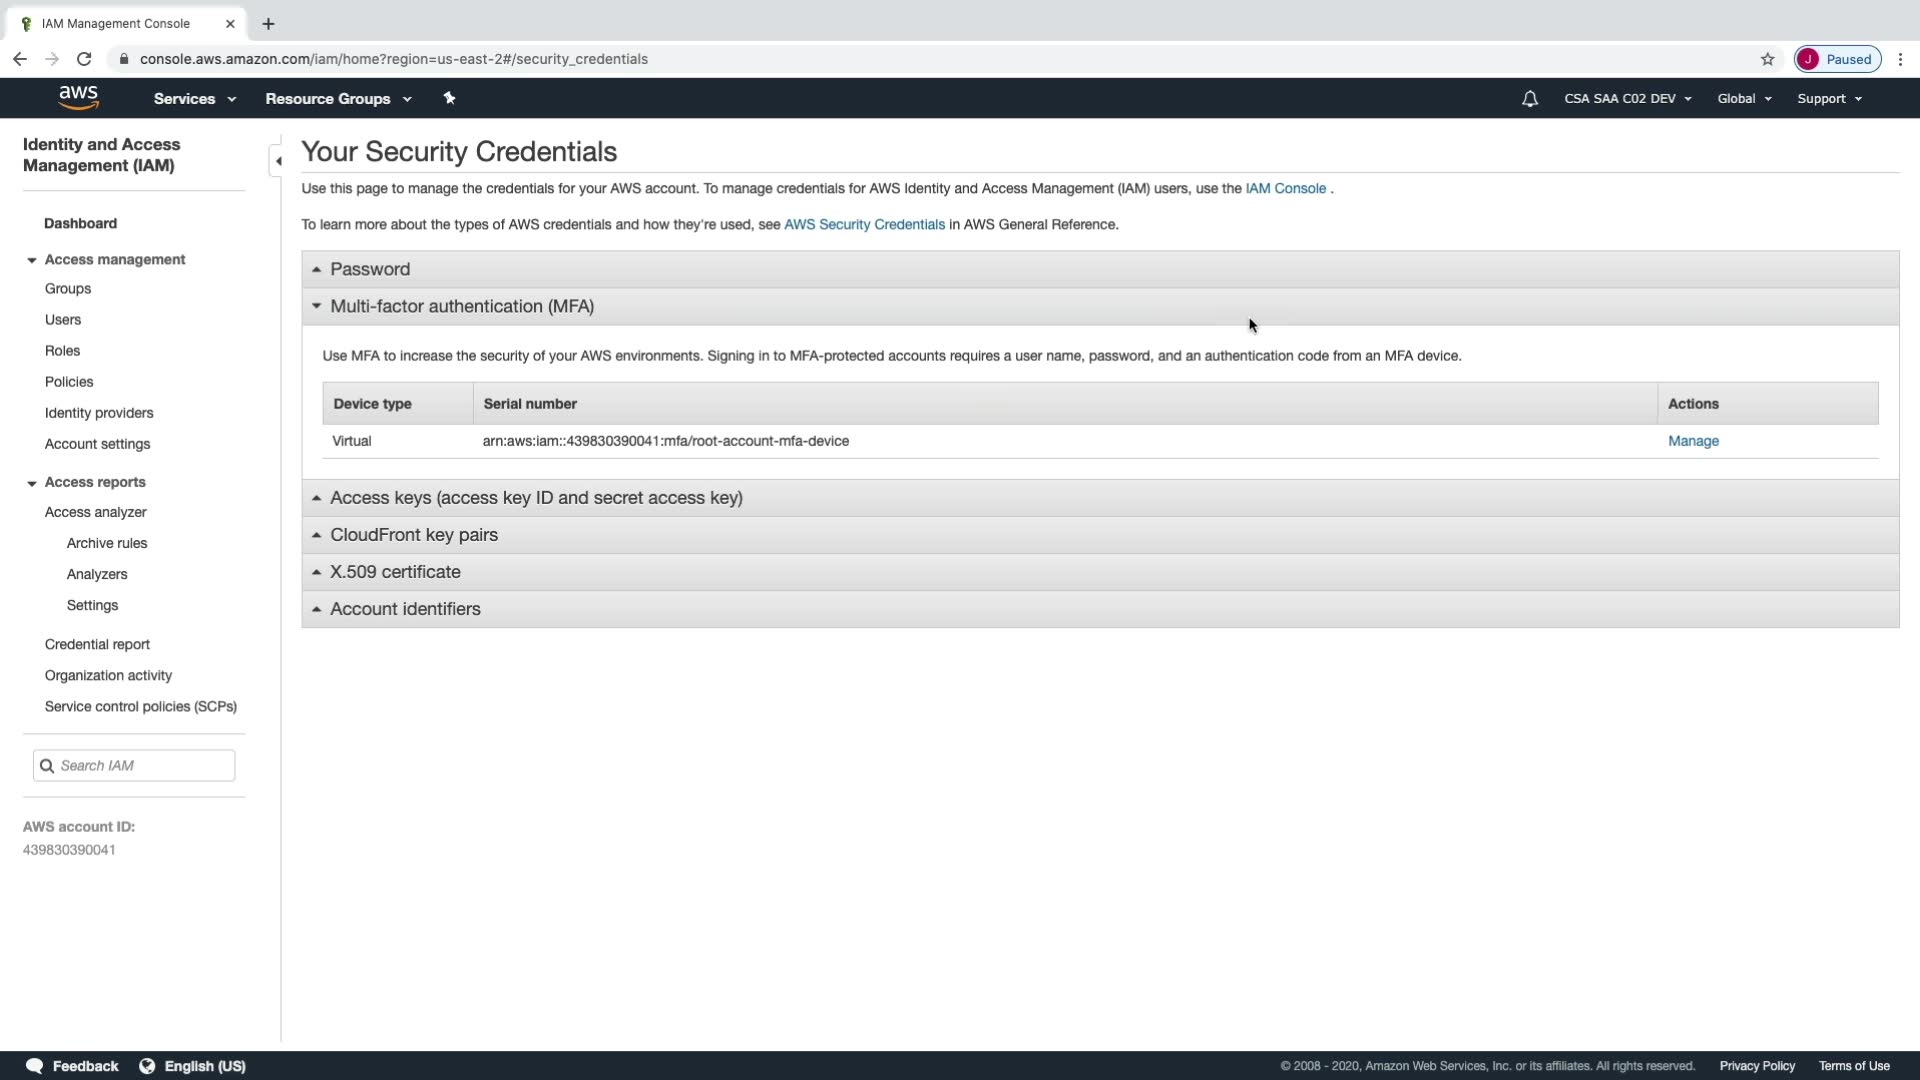 IAM Management Console
console.aws.amazon.com/iam/home?region=us-east-2#/security_credentials
J Paused
aws Services Resource Groups CSA SAA C02 DEV Global Support
Identity and Access
Management (IAM)
Dashboard
Access management
Groups
Users
Roles
Policies
Identity providers
Account settings
Access reports
Access analyzer
Archive rules
Analyzers
Settings
Credential report
Organization activity
Service control policies (SCPs)
Search IAM
AWS account ID:
439830390041
Your Security Credentials
Use this page to manage the credentials for your AWS account. To manage credentials for AWS Identity and Access Management (IAM) users, use the IAM Console .
To learn more about the types of AWS credentials and how they're used, see AWS Security Credentials in AWS General Reference.
Password
Multi-factor authentication (MFA)
Use MFA to increase the security of your AWS environments. Signing in to MFA-protected accounts requires a user name, password, and an authentication code from an MFA device.
Device type Serial number Actions
Virtual arn:aws:iam::439830390041:mfa/root-account-mfa-device Manage
Access keys (access key ID and secret access key)
CloudFront key pairs
X.509 certificate
Account identifiers
Feedback English (US) © 2008 - 2020, Amazon Web Services, Inc. or its affiliates. All rights reserved. Privacy Policy Terms of Use